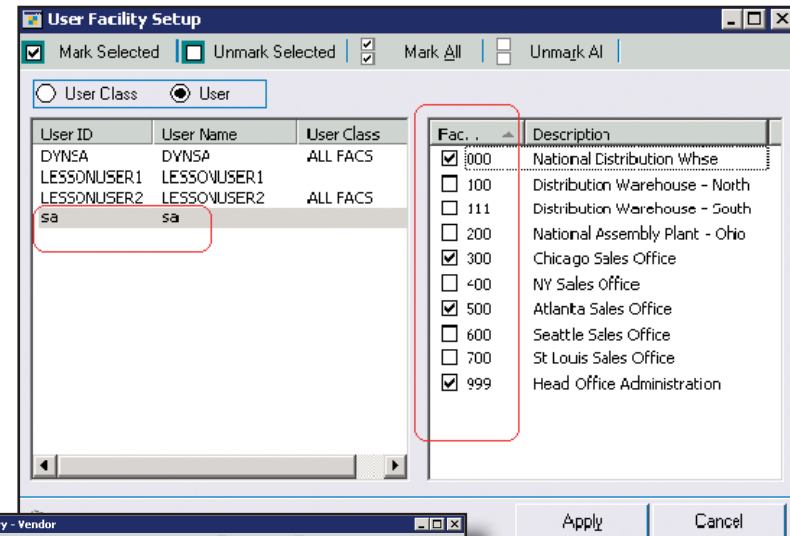 User Facility Setup
Mark Selected Unmark Selected Mark All Unmark Al
User Class User
User ID User Name User Class
DYNSA DYNSA ALL FACS
LESSONUSER1 LESSONUSER1
LESSONUSER2 LESSONUSER2 ALL FACS
sa sa
Fac. . Description
000 National Distribution Whse
100 Distribution Warehouse - North
111 Distribution Warehouse - South
200 National Assembly Plant - Ohio
300 Chicago Sales Office
400 NY Sales Office
500 Atlanta Sales Office
600 Seattle Sales Office
700 St Louis Sales Office
999 Head Office Administration
Apply Cancel
y - Vendor